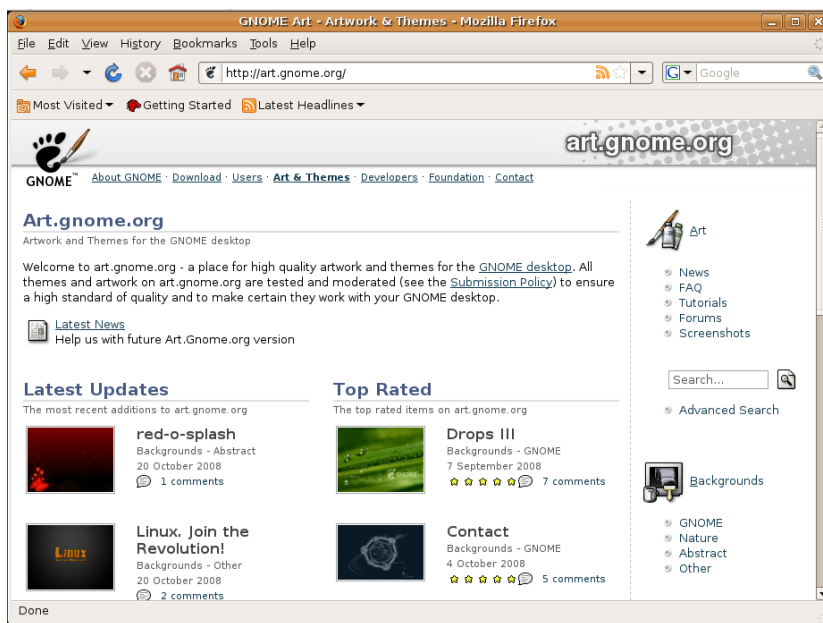 GNOME Art - Artwork & Themes - Mozilla Firefox
File Edit View History Bookmarks Tools Help
http://art.gnome.org/
G Google
Most Visited Getting Started Latest Headlines
art.gnome.org
GNOME™ About GNOME · Download · Users · Art & Themes · Developers · Foundation · Contact
Art.gnome.org
Artwork and Themes for the GNOME desktop
Welcome to art.gnome.org - a place for high quality artwork and themes for the GNOME desktop. All
themes and artwork on art.gnome.org are tested and moderated (see the Submission Policy) to ensure
a high standard of quality and to make certain they work with your GNOME desktop.
Latest News
Help us with future Art.Gnome.org version
Latest Updates
The most recent additions to art.gnome.org
red-o-splash
Backgrounds - Abstract
20 October 2008
1 comments
Linux
Linux. Join the
Revolution!
Backgrounds - Other
20 October 2008
2 comments
Top Rated
The top rated items on art.gnome.org
GNOME
Drops III
Backgrounds - GNOME
7 September 2008
7 comments
Contact
Backgrounds - GNOME
4 October 2008
5 comments
Art
News
FAQ
Tutorials
Forums
Screenshots
Search...
Advanced Search
Backgrounds
GNOME
Nature
Abstract
Other
Done